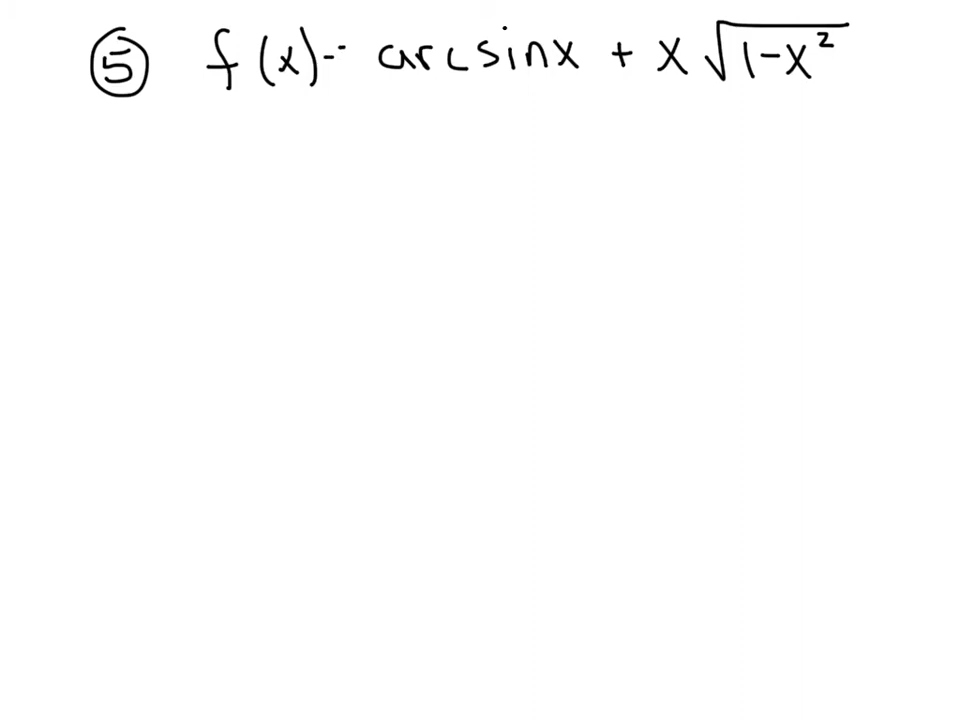 ⑤ f(x) = arcsinx + x√(1-x²)